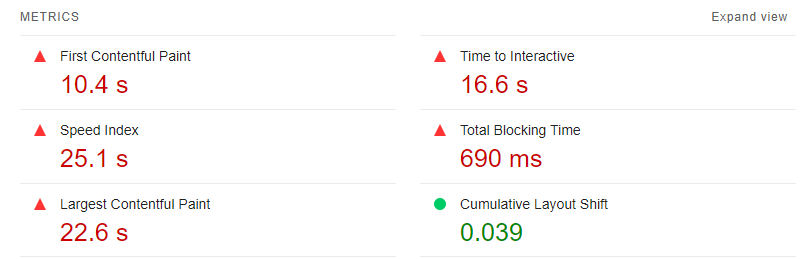 METRICS
Expand view
First Contentful Paint
10.4 s
Time to Interactive
16.6 s
Speed Index
25.1 s
Total Blocking Time
690 ms
Largest Contentful Paint
22.6 s
Cumulative Layout Shift
0.039